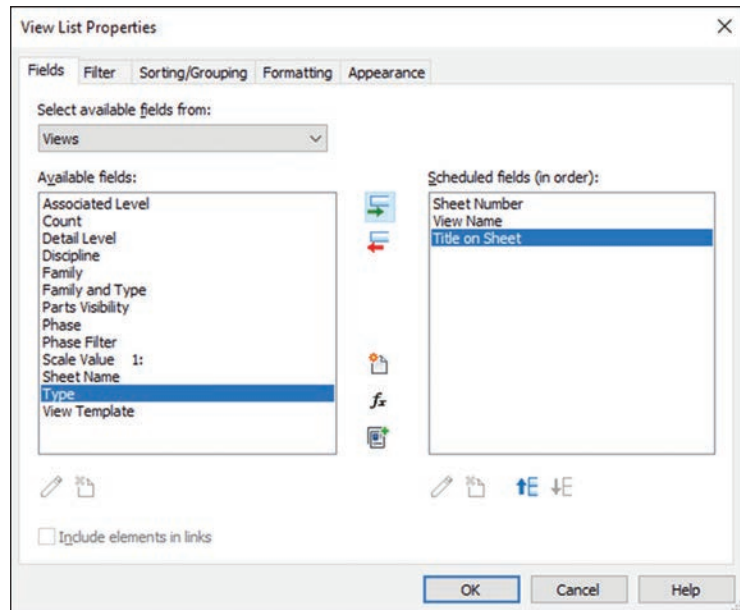 View List Properties
Fields Filter Sorting/Grouping Formatting Appearance
Select available fields from:
Views
Available fields:
Associated Level
Count
Detail Level
Discipline
Family
Family and Type
Parts Visibility
Phase
Phase Filter
Scale Value 1:
Sheet Name
Type
View Template
fx
Scheduled fields (in order):
Sheet Number
View Name
Title on Sheet
Include elements in links
OK Cancel Help